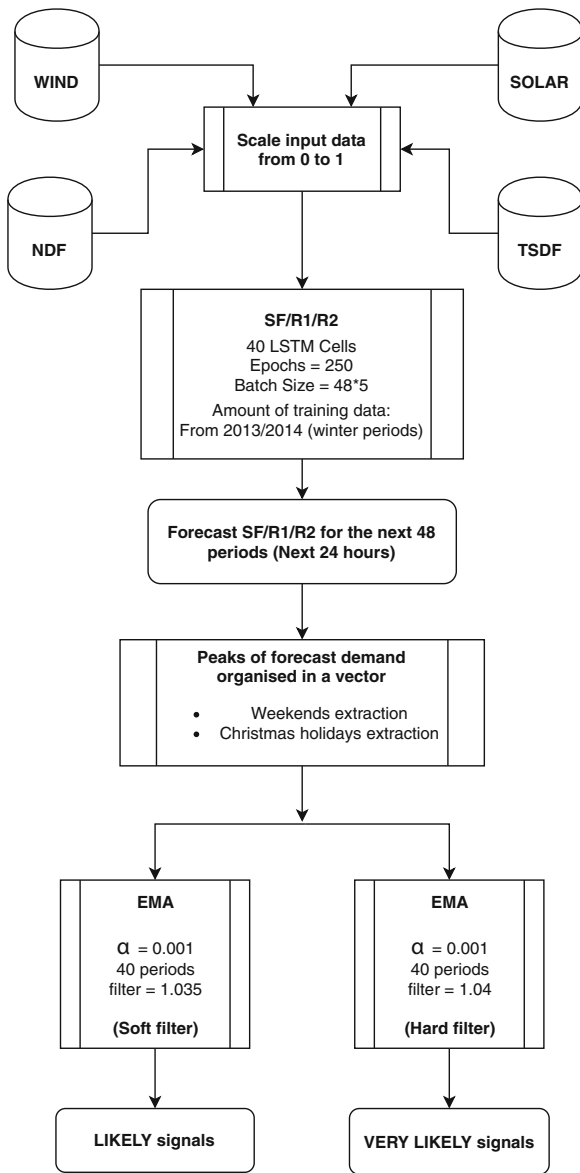 WIND
SOLAR
Scale input data
from 0 to 1
NDF
TSDF
SF/R1/R2
40 LSTM Cells
Epochs = 250
Batch Size = 48*5
Amount of training data:
From 2013/2014 (winter periods)
Forecast SF/R1/R2 for the next 48
periods (Next 24 hours)
Peaks of forecast demand
organised in a vector
• Weekends extraction
• Christmas holidays extraction
EMA
α = 0.001
40 periods
filter = 1.035
(Soft filter)
EMA
α = 0.001
40 periods
filter = 1.04
(Hard filter)
LIKELY signals
VERY LIKELY signals